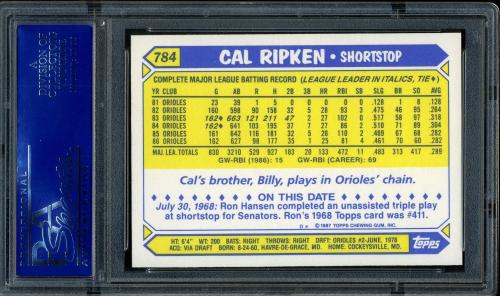 784
CAL RIPKEN • SHORTSTOP
COMPLETE MAJOR LEAGUE BATTING RECORD (LEAGUE LEADER IN ITALICS, TIE♦)
YR CLUB G AB R H 2B 3B HR RBI SB SLG BB SO AVG
81 ORIOLES 23 39 1 5 0 0 0 0 0 .128 1 8 .128
82 ORIOLES 160 598 90 158 32 5 28 93 3 .475 46 95 .264
83 ORIOLES 162♦ 663 121 211 47 2 27 102 0 .517 58 97 .318
84 ORIOLES 162♦ 641 103 195 37 7 27 86 2 .510 71 89 .304
85 ORIOLES 161 642 116 181 32 5 26 110 2 .469 67 68 .282
86 ORIOLES 162 627 98 177 35 1 25 81 4 .461 70 60 .282
MAJ. LEA. TOTALS 830 3210 529 927 183 20 133 472 11 .483 313 417 .289
GW-RBI (1986): 15 GW-RBI (CAREER): 69
Cal's brother, Billy, plays in Orioles' chain.
♦ ON THIS DATE ♦
July 30, 1968: Ron Hansen completed an unassisted triple play
at shortstop for Senators. Ron's 1968 Topps card was #411.
D* ©1987 TOPPS CHEWING GUM, INC.
HT: 6'4" WT: 200 BATS: RIGHT THROWS: RIGHT DRFT: ORIOLES #2-JUNE, 1978
ACQ: VIA DRAFT BORN: 8-24-60, HAVRE-DE-GRACE, MD. HOME: COCKEYSVILLE, MD.
Topps
DIVISION OF
COLLECTORS
PSA
PROFESSIONAL